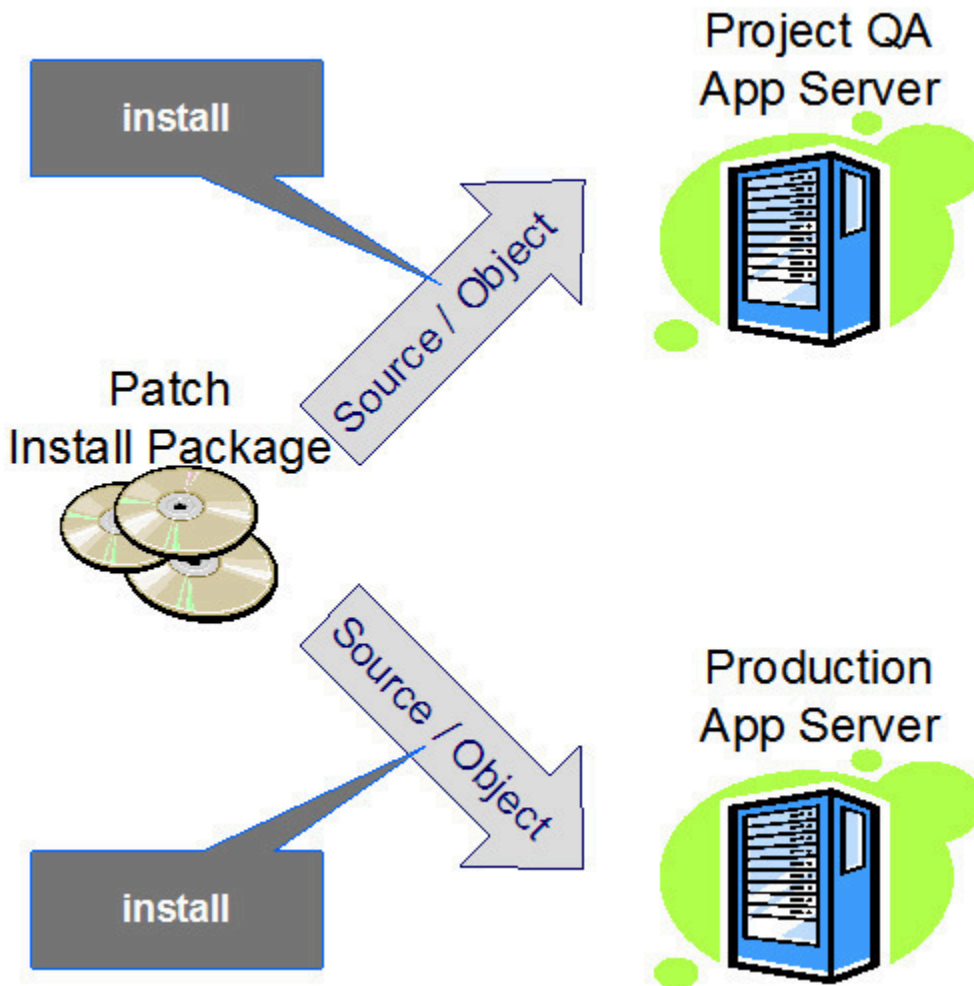 Project QA
App Server
install
Source / Object
Patch
Install Package
Source / Object
Production
App Server
install